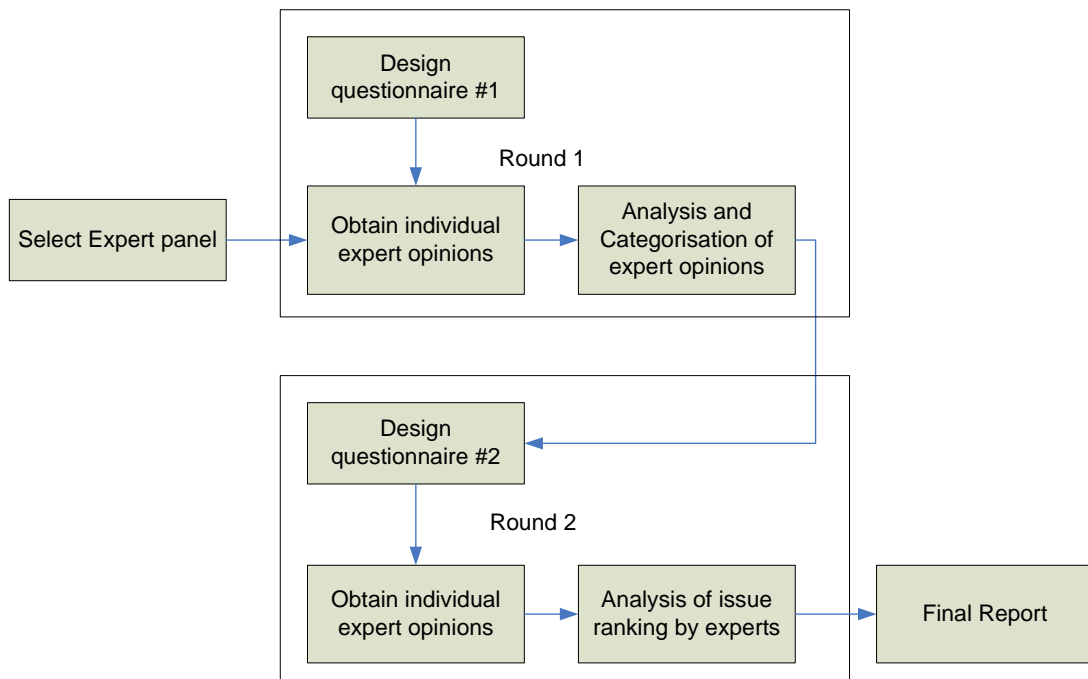 Design
questionnaire #1
Round 1
Select Expert panel
Obtain individual
expert opinions
Analysis and
Categorisation of
expert opinions
Design
questionnaire #2
Round 2
Obtain individual
expert opinions
Analysis of issue
ranking by experts
Final Report